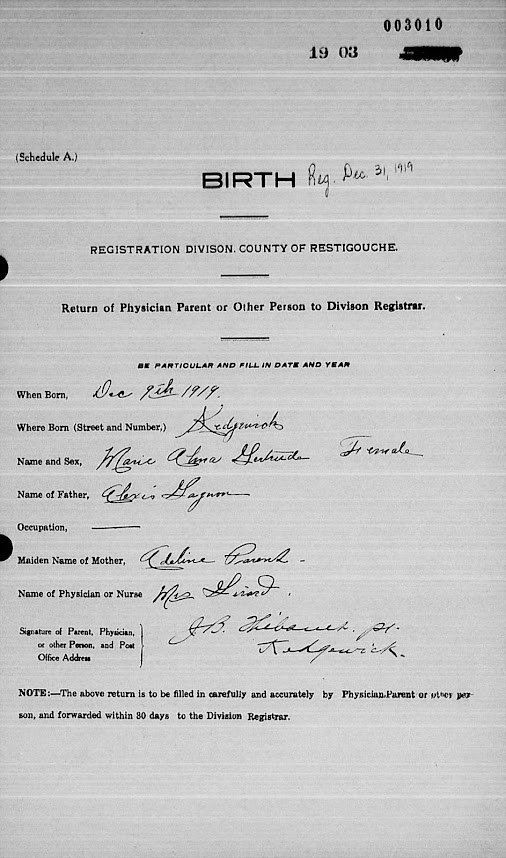 003010
19 03
(Schedule A.)
BIRTH Reg. Dec. 31, 1919
REGISTRATION DIVISON. COUNTY OF RESTIGOUCHE.
Return of Physician Parent or Other Person to Divison Registrar.
BE PARTICULAR AND FILL IN DATE AND YEAR
When Born, Dec 9th 1919.
Where Born (Street and Number,) Kedgwick
Name and Sex, Marie Alma Gertrude Female
Name of Father, Alexis Gagnon
Occupation,
Maiden Name of Mother, Adeline Parent.
Name of Physician or Nurse Mrs Girard.
Signature of Parent, Physician, J.B. Thibault. pt.
or other Person, and Post Kedgewick.
Office Address
NOTE:—The above return is to be filled in carefully and accurately by Physician.Parent or other per-
son, and forwarded within 30 days to the Division Registrar.